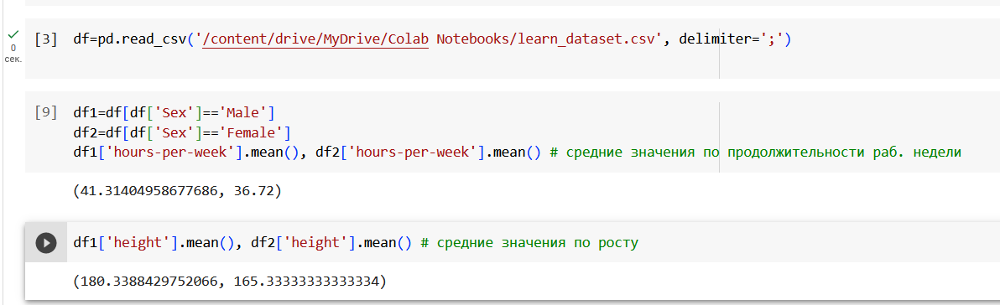 [3] df=pd.read_csv('/content/drive/MyDrive/Colab Notebooks/learn_dataset.csv', delimiter=';')
0
сек.
[9] df1=df[df['Sex']=='Male']
df2=df[df['Sex']=='Female']
df1['hours-per-week'].mean(), df2['hours-per-week'].mean() # средние значения по продолжительности раб. недели
(41.31404958677686, 36.72)
df1['height'].mean(), df2['height'].mean() # средние значения по росту
(180.3388429752066, 165.33333333333334)